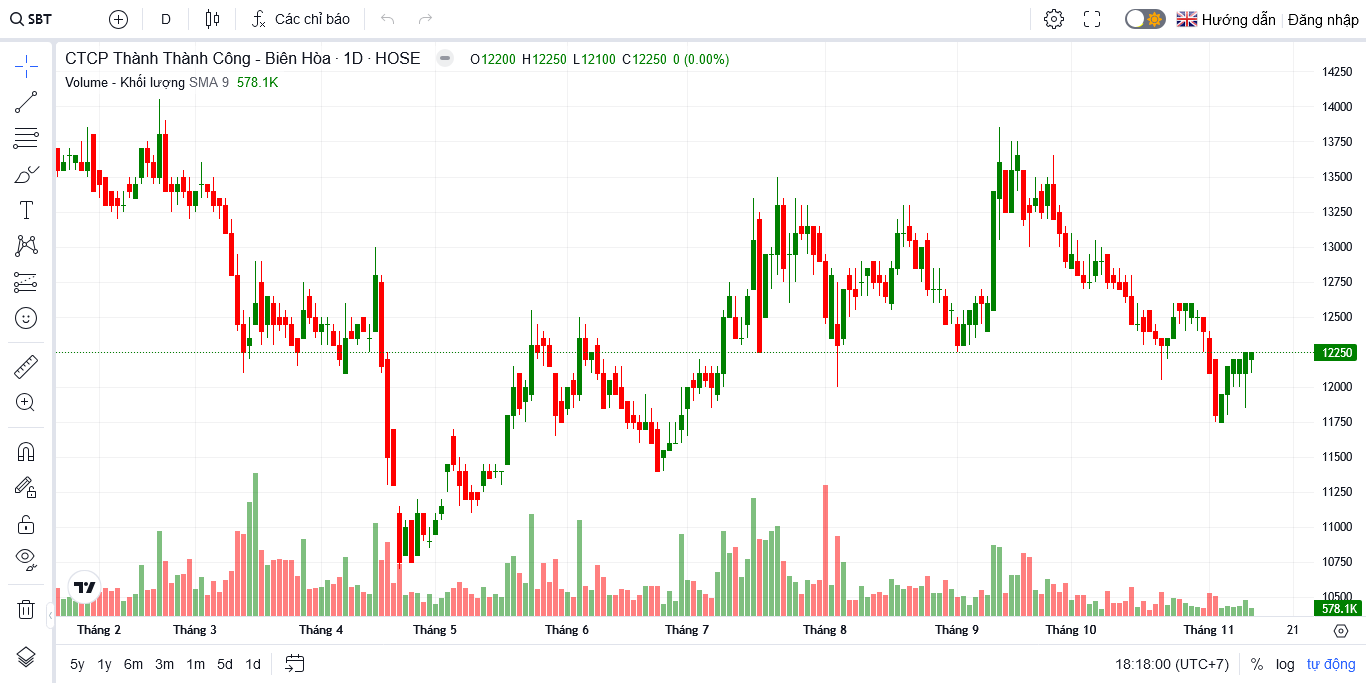 SBT D Các chỉ báo Hướng dẫn Đăng nhập
CTCP Thành Thành Công - Biên Hòa · 1D · HOSE O12200 H12250 L12100 C12250 0 (0.00%)
Volume - Khối lượng SMA 9 578.1K
14250
14000
13750
13500
13250
13000
12750
12500
12250
12000
11750
11500
11250
11000
10750
10500
578.1K
Tháng 2 Tháng 3 Tháng 4 Tháng 5 Tháng 6 Tháng 7 Tháng 8 Tháng 9 Tháng 10 Tháng 11 21
5y 1y 6m 3m 1m 5d 1d 18:18:00 (UTC+7) % log tự động